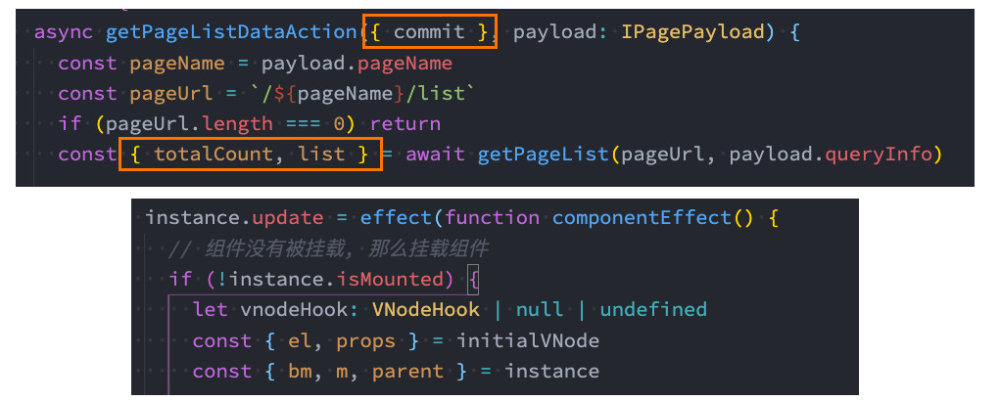 async getPageListDataAction({ commit }, payload: IPagePayload) {
const pageName = payload.pageName
const pageUrl = `/${pageName}/list`
if (pageUrl.length === 0) return
const { totalCount, list } = await getPageList(pageUrl, payload.queryInfo)
instance.update = effect(function componentEffect() {
// 组件没有被挂载, 那么挂载组件
if (!instance.isMounted) {
let vnodeHook: VNodeHook | null | undefined
const { el, props } = initialVNode
const { bm, m, parent } = instance